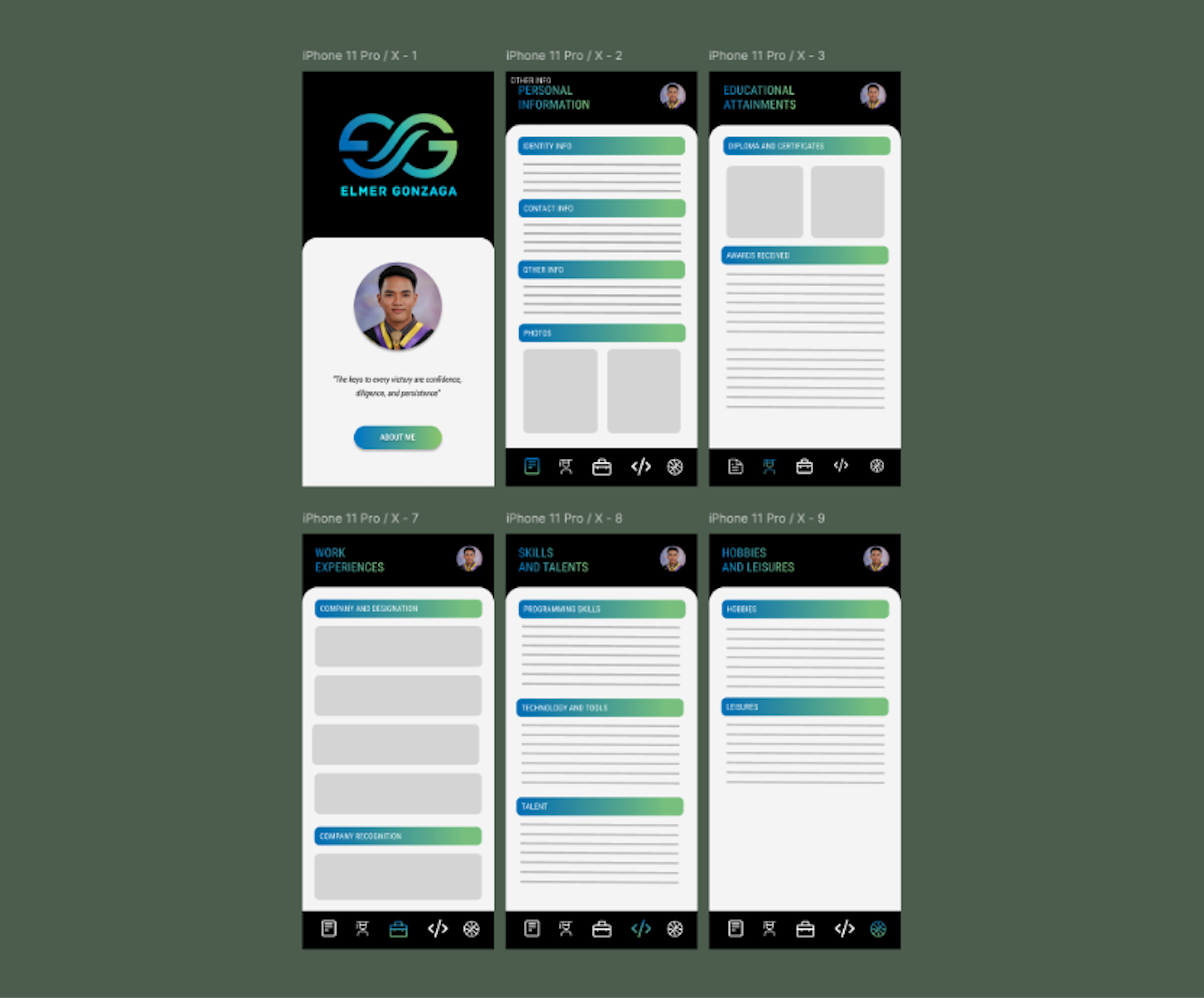 iPhone 11 Pro / X - 1
ELMER GONZAGA
"The keys to every victory are confidence,
diligence, and persistence"
ABOUT ME
iPhone 11 Pro / X - 2
OTHER INFO
PERSONAL
INFORMATION
IDENTITY INFO
CONTACT INFO
OTHER INFO
PHOTOS
iPhone 11 Pro / X - 3
EDUCATIONAL
ATTAINMENTS
DIPLOMA AND CERTIFICATES
AWARDS RECEIVED
iPhone 11 Pro / X - 7
WORK
EXPERIENCES
COMPANY AND DESIGNATION
COMPANY RECOGNITION
iPhone 11 Pro / X - 8
SKILLS
AND TALENTS
PROGRAMMING SKILLS
TECHNOLOGY AND TOOLS
TALENT
iPhone 11 Pro / X - 9
HOBBIES
AND LEISURES
HOBBIES
LEISURES